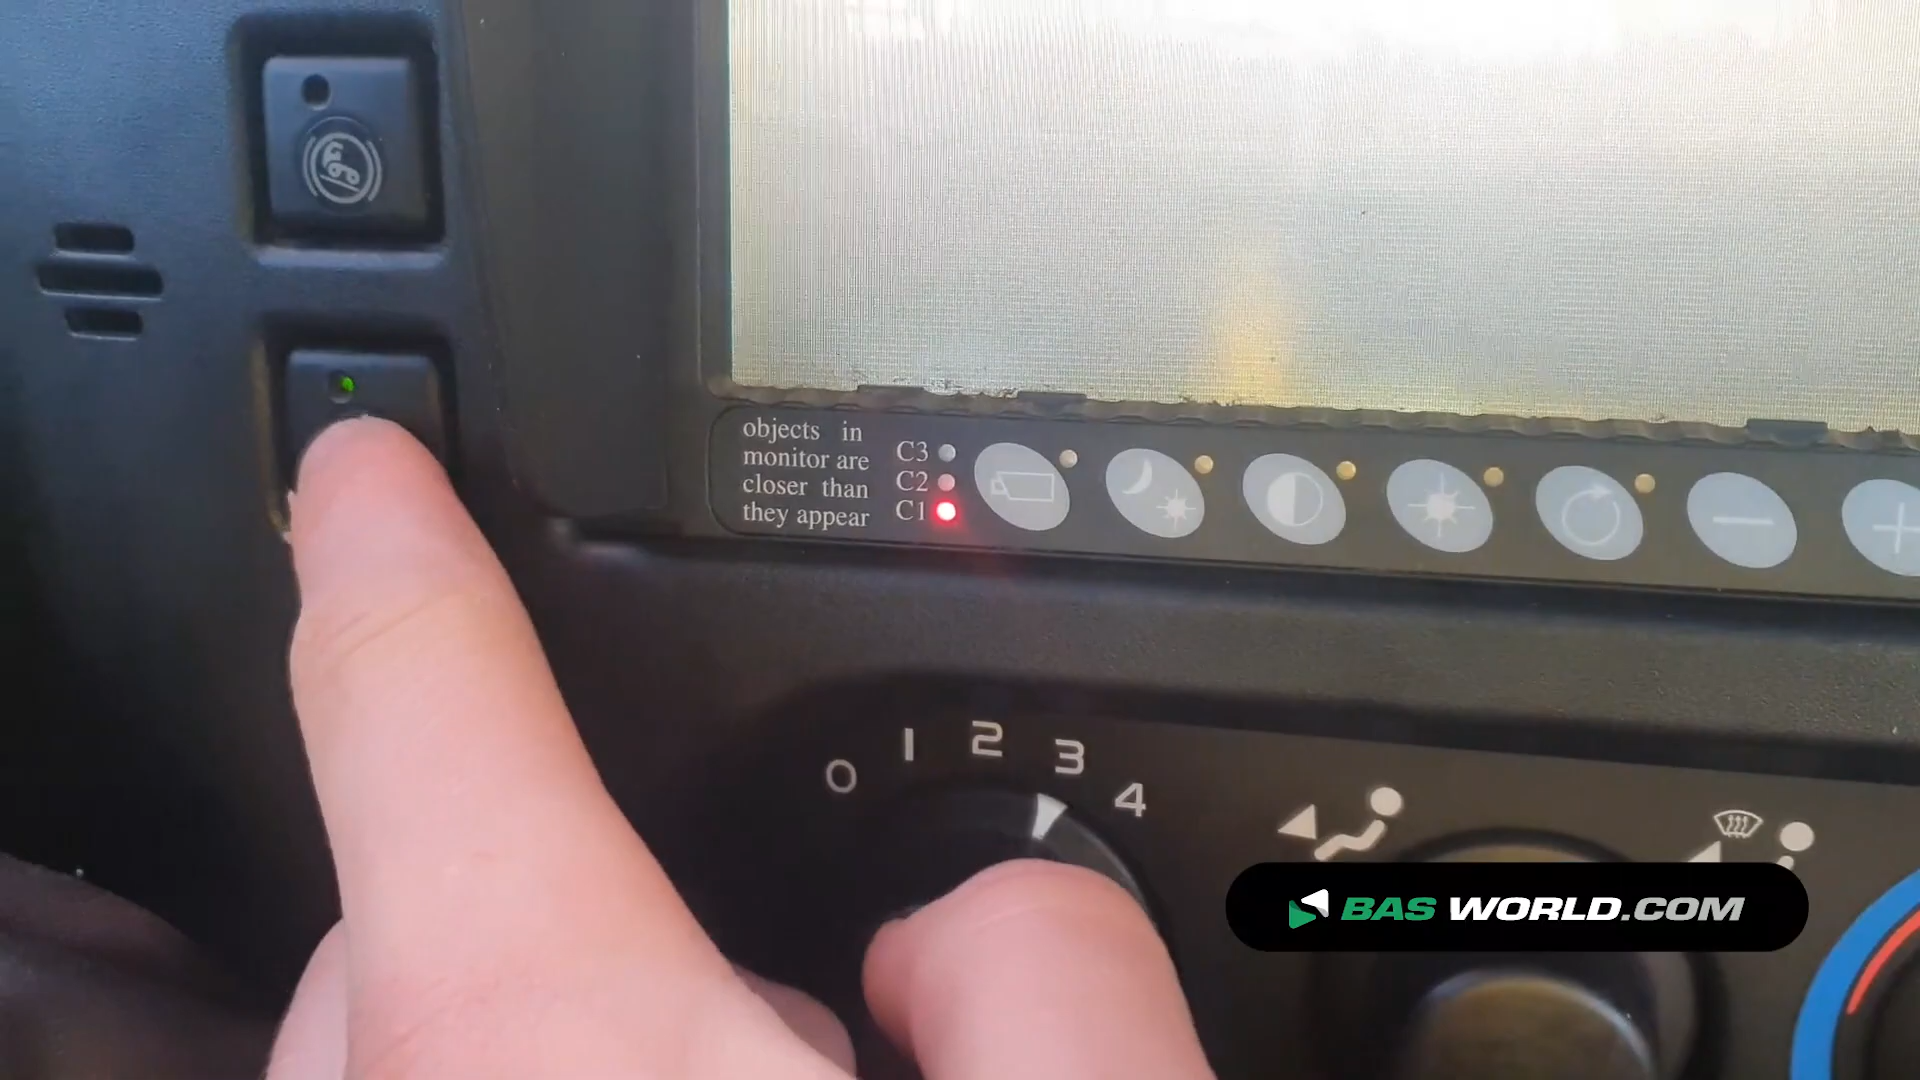 objects in
monitor are
closer than
they appear
C3
C2
C1
0 1 2 3 4
BAS WORLD.COM